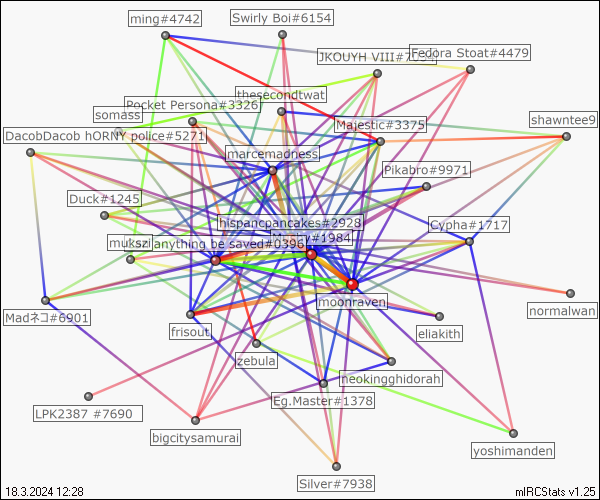 ming#4742
Swirly Boi#6154
JKOUYH VIII#7
Fedora Stoat#4479
thesecondtwat
Pocket Persona#3326
somass
shawntee9
Majestic#3375
DacobDacob hORNY police#5271
marcemadness
Pikabro#9971
Duck#1245
hispancpancakes#2928
Cypha#1717
#1984
mukszi
anything be saved#0396
moonraven
normalwan
Madネコ#6901
frisout
eliakith
zebula
neokingghidorah
Eg.Master#1378
LPK2387 #7690
bigcitysamurai
yoshimanden
Silver#7938
18.3.2024 12:28
mIRCStats v1.25